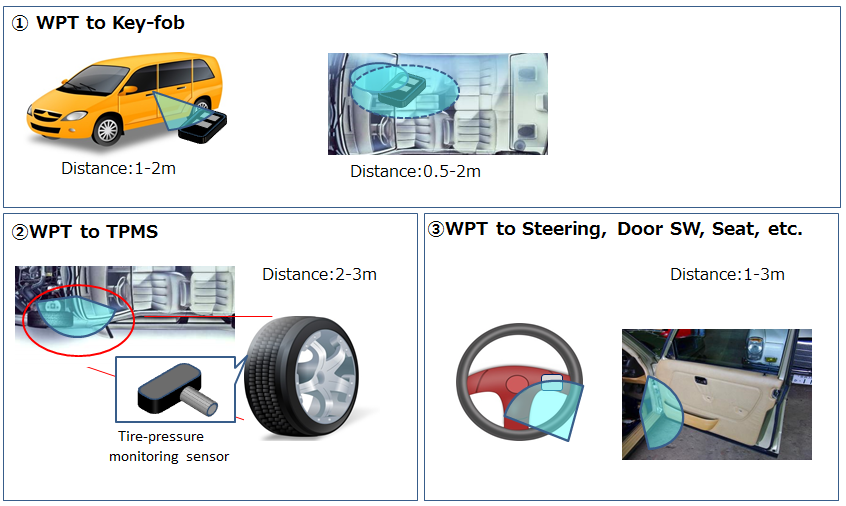 ① WPT to Key-fob
Distance:1-2m
Distance:0.5-2m
②WPT to TPMS
Distance:2-3m
Tire-pressure
monitoring sensor
③WPT to Steering, Door SW, Seat, etc.
Distance:1-3m